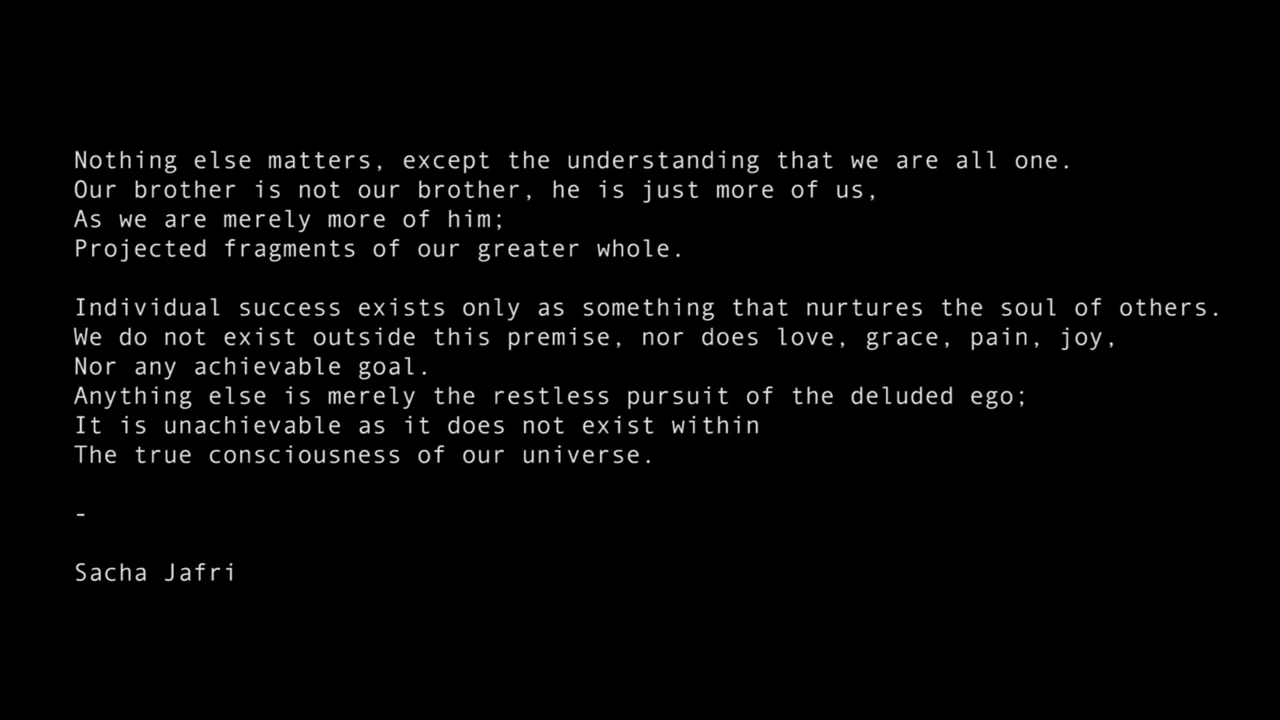 Nothing else matters, except the understanding that we are all one.
Our brother is not our brother, he is just more of us,
As we are merely more of him;
Projected fragments of our greater whole.
Individual success exists only as something that nurtures the soul of others.
We do not exist outside this premise, nor does love, grace, pain, joy,
Nor any achievable goal.
Anything else is merely the restless pursuit of the deluded ego;
It is unachievable as it does not exist within
The true consciousness of our universe.
-
Sacha Jafri